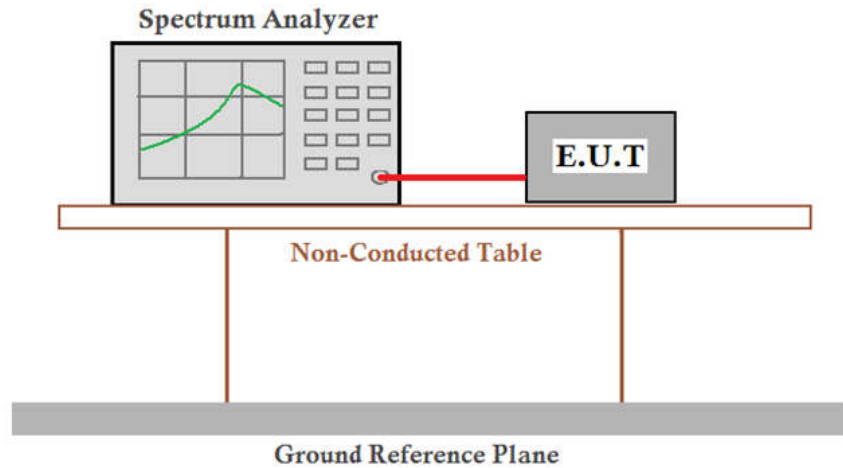 Spectrum Analyzer
E.U.T
Non-Conducted Table
Ground Reference Plane